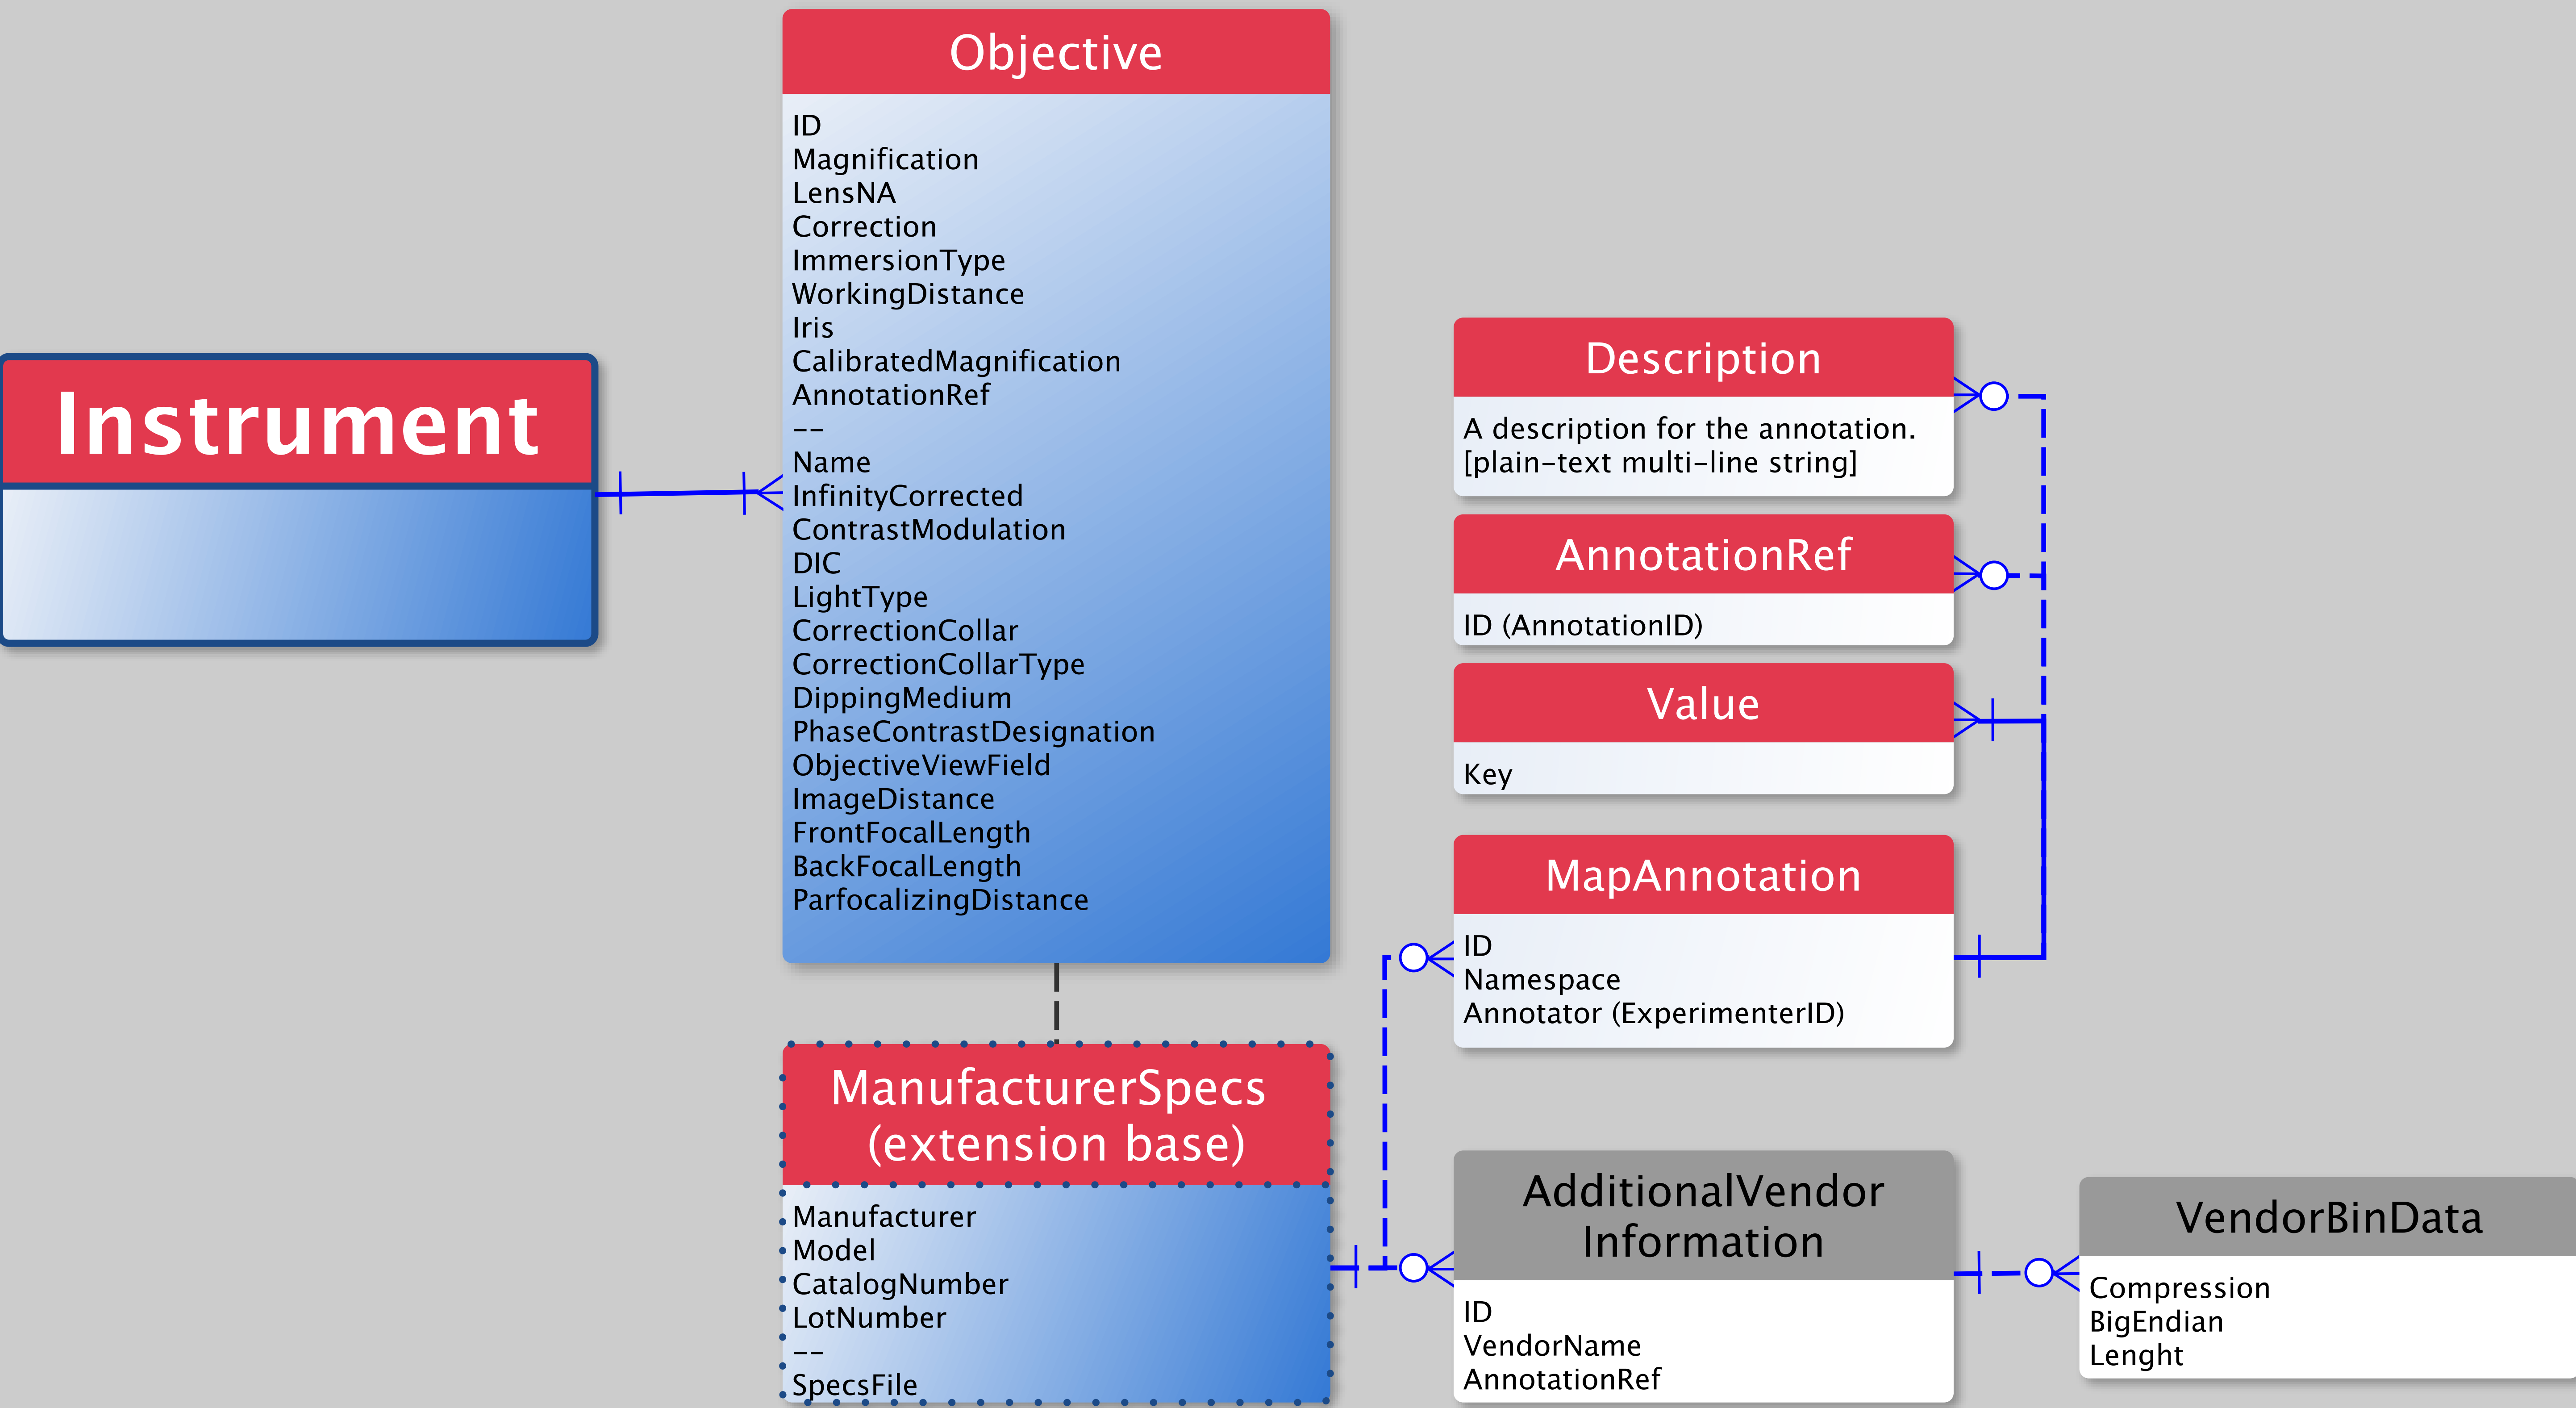 Instrument
Objective
ID
Magnification
LensNA
Correction
ImmersionType
WorkingDistance
Iris
CalibratedMagnification
AnnotationRef
--
Name
InfinityCorrected
ContrastModulation
DIC
LightType
CorrectionCollar
CorrectionCollarType
DippingMedium
PhaseContrastDesignation
ObjectiveViewField
ImageDistance
FrontFocalLength
BackFocalLength
ParfocalizingDistance
ManufacturerSpecs
(extension base)
Manufacturer
Model
CatalogNumber
LotNumber
--
SpecsFile
Description
A description for the annotation.
[plain-text multi-line string]
AnnotationRef
ID (AnnotationID)
Value
Key
MapAnnotation
ID
Namespace
Annotator (ExperimenterID)
AdditionalVendor
Information
ID
VendorName
AnnotationRef
VendorBinData
Compression
BigEndian
Lenght